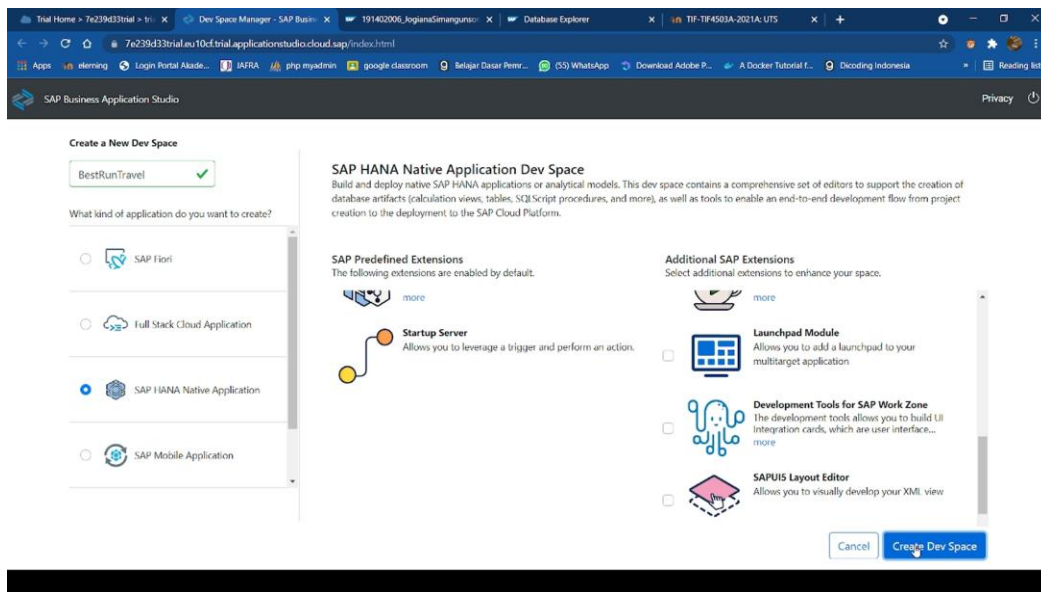 Trial Home > 7e239d33trial > tri
Dev Space Manager - SAP Busin
191402006_JogianaSimangunson
Database Explorer
TIF-TIF4503A-2021A: UTS
7e239d33trial.eu10cf.trial.applicationstudio.cloud.sap/index.html
Apps
elerning
Login Portal Akade...
IAFRA
php myadmin
google classroom
Belajar Dasar Pemr...
(55) WhatsApp
Download Adobe P...
A Docker Tutorial f...
Dicoding Indonesia
Reading list
SAP Business Application Studio
Privacy
Create a New Dev Space
BestRunTravel
What kind of application do you want to create?
SAP Fiori
Full Stack Cloud Application
SAP HANA Native Application
SAP Mobile Application
SAP HANA Native Application Dev Space
Build and deploy native SAP HANA applications or analytical models. This dev space contains a comprehensive set of editors to support the creation of
database artifacts (calculation views, tables, SQLScript procedures, and more), as well as tools to enable an end-to-end development flow from project
creation to the deployment to the SAP Cloud Platform.
SAP Predefined Extensions
The following extensions are enabled by default.
more
Startup Server
Allows you to leverage a trigger and perform an action.
Additional SAP Extensions
Select additional extensions to enhance your space.
more
Launchpad Module
Allows you to add a launchpad to your
multitarget application
Development Tools for SAP Work Zone
The development tools allows you to build UI
Integration cards, which are user interface...
more
SAPUI5 Layout Editor
Allows you to visually develop your XML view
Cancel
Create Dev Space